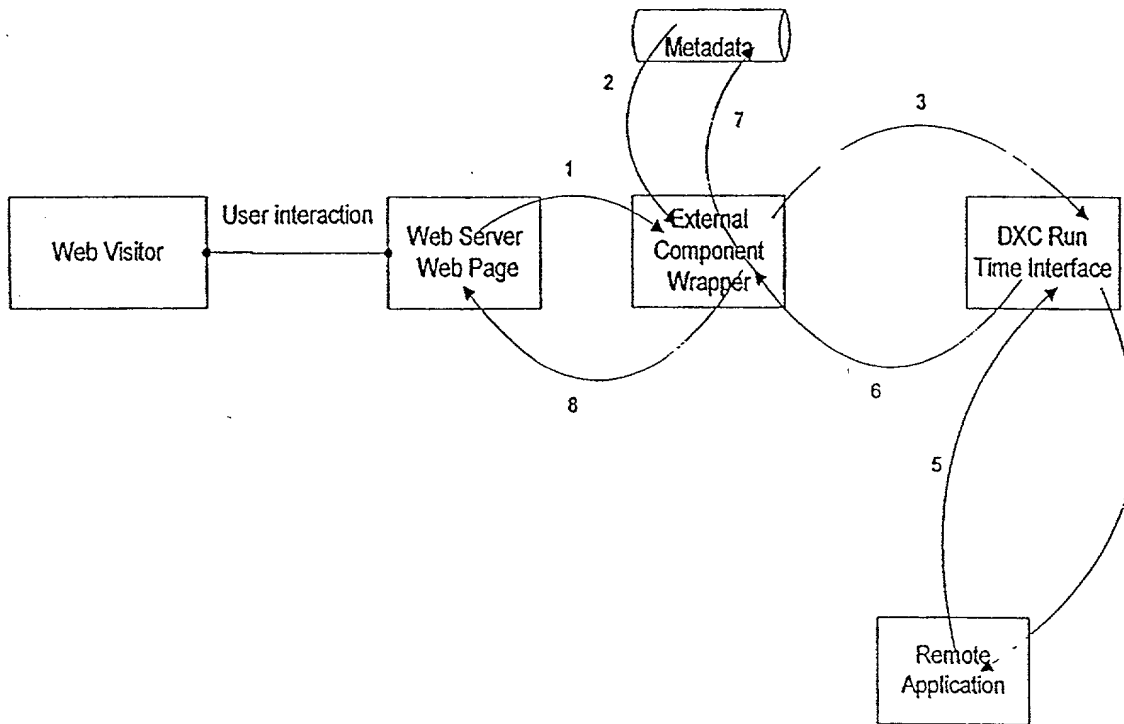 Metadata
2
7
3
1
User interaction
Web Visitor
Web Server
Web Page
External
Component
Wrapper
DXC Run
Time Interface
8
6
5
Remote
Application